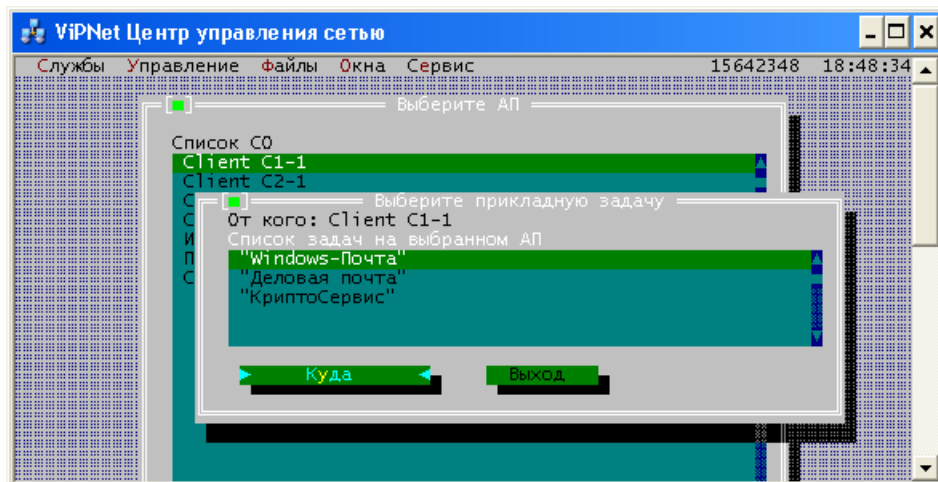 ViPNet Центр управления сетью
Службы Управление Файлы Окна Сервис 15642348 18:48:34
Выберите АП
Список СО
Client C1-1
Client C2-1
С
С
И
П
С
Выберите прикладную задачу
От кого: Client C1-1
Список задач на выбранном АП
"Windows-Почта"
"Деловая почта"
"КриптоСервис"
Куда Выход